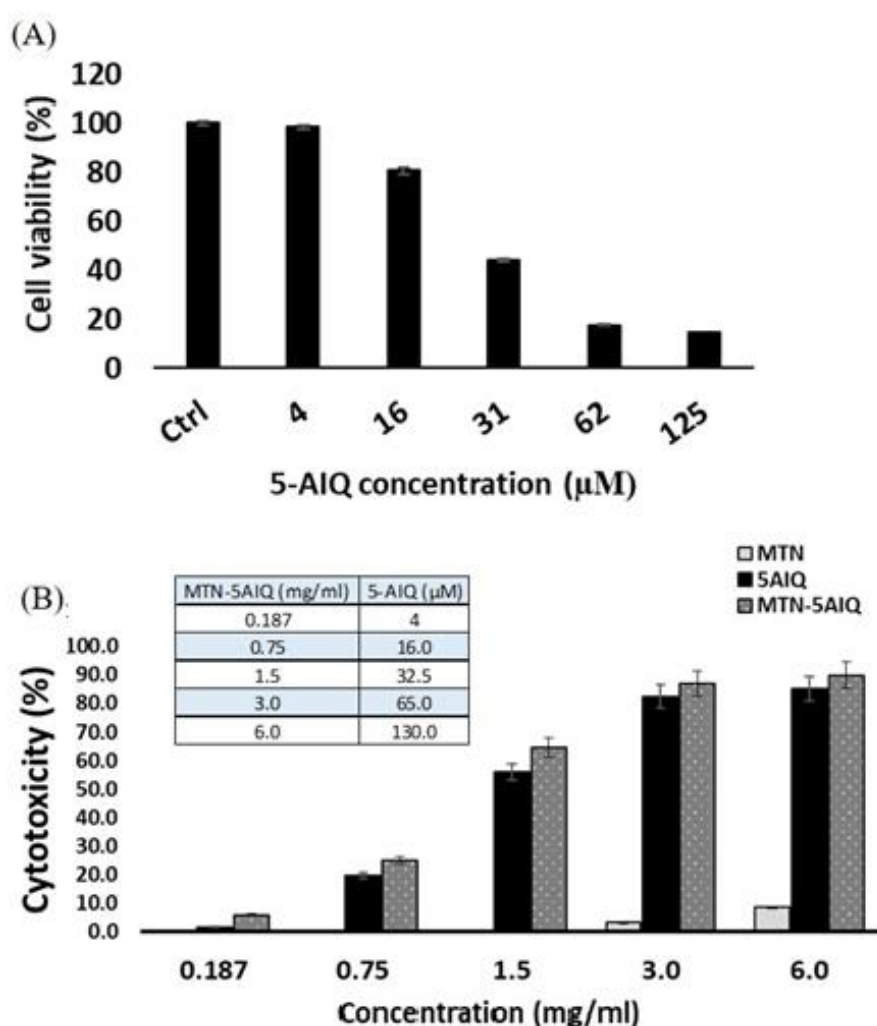 (A)
120
100
80
60
40
20
0
Cell viability (%)
Ctrl 4 16 31 62 125
5-AIQ concentration (µM)
(B)
MTN
5AIQ
MTN-5AIQ
MTN-5AIQ (mg/ml) 5-AIQ (µM)
0.187 4
0.75 16.0
1.5 32.5
3.0 65.0
6.0 130.0
100.0
90.0
80.0
70.0
60.0
50.0
40.0
30.0
20.0
10.0
0.0
Cytotoxicity (%)
0.187 0.75 1.5 3.0 6.0
Concentration (mg/ml)